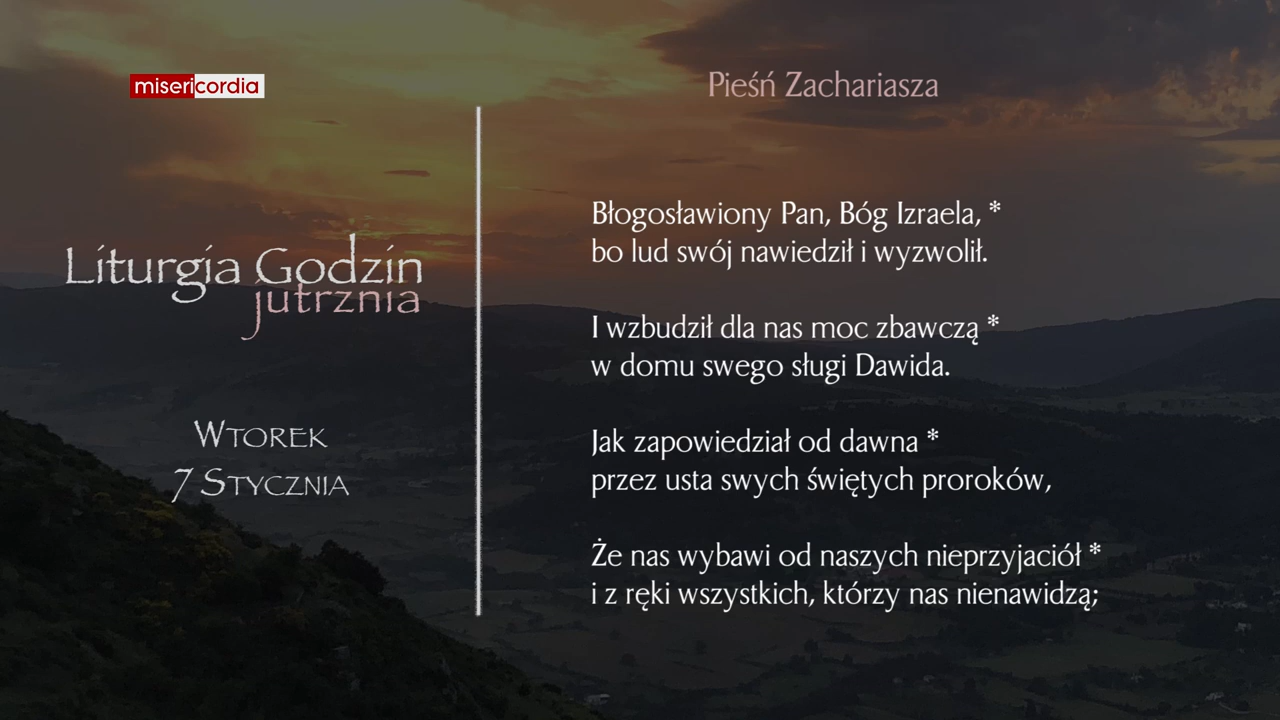 misericordia
Liturgia Godzin
jutrznia
Wtorek
7 Stycznia
Pieśń Zachariasza
Błogosławiony Pan, Bóg Izraela, *
bo lud swój nawiedził i wyzwolił.
I wzbudził dla nas moc zbawczą *
w domu swego sługi Dawida.
Jak zapowiedział od dawna *
przez usta swych świętych proroków,
Że nas wybawi od naszych nieprzyjaciół *
i z ręki wszystkich, którzy nas nienawidzą;